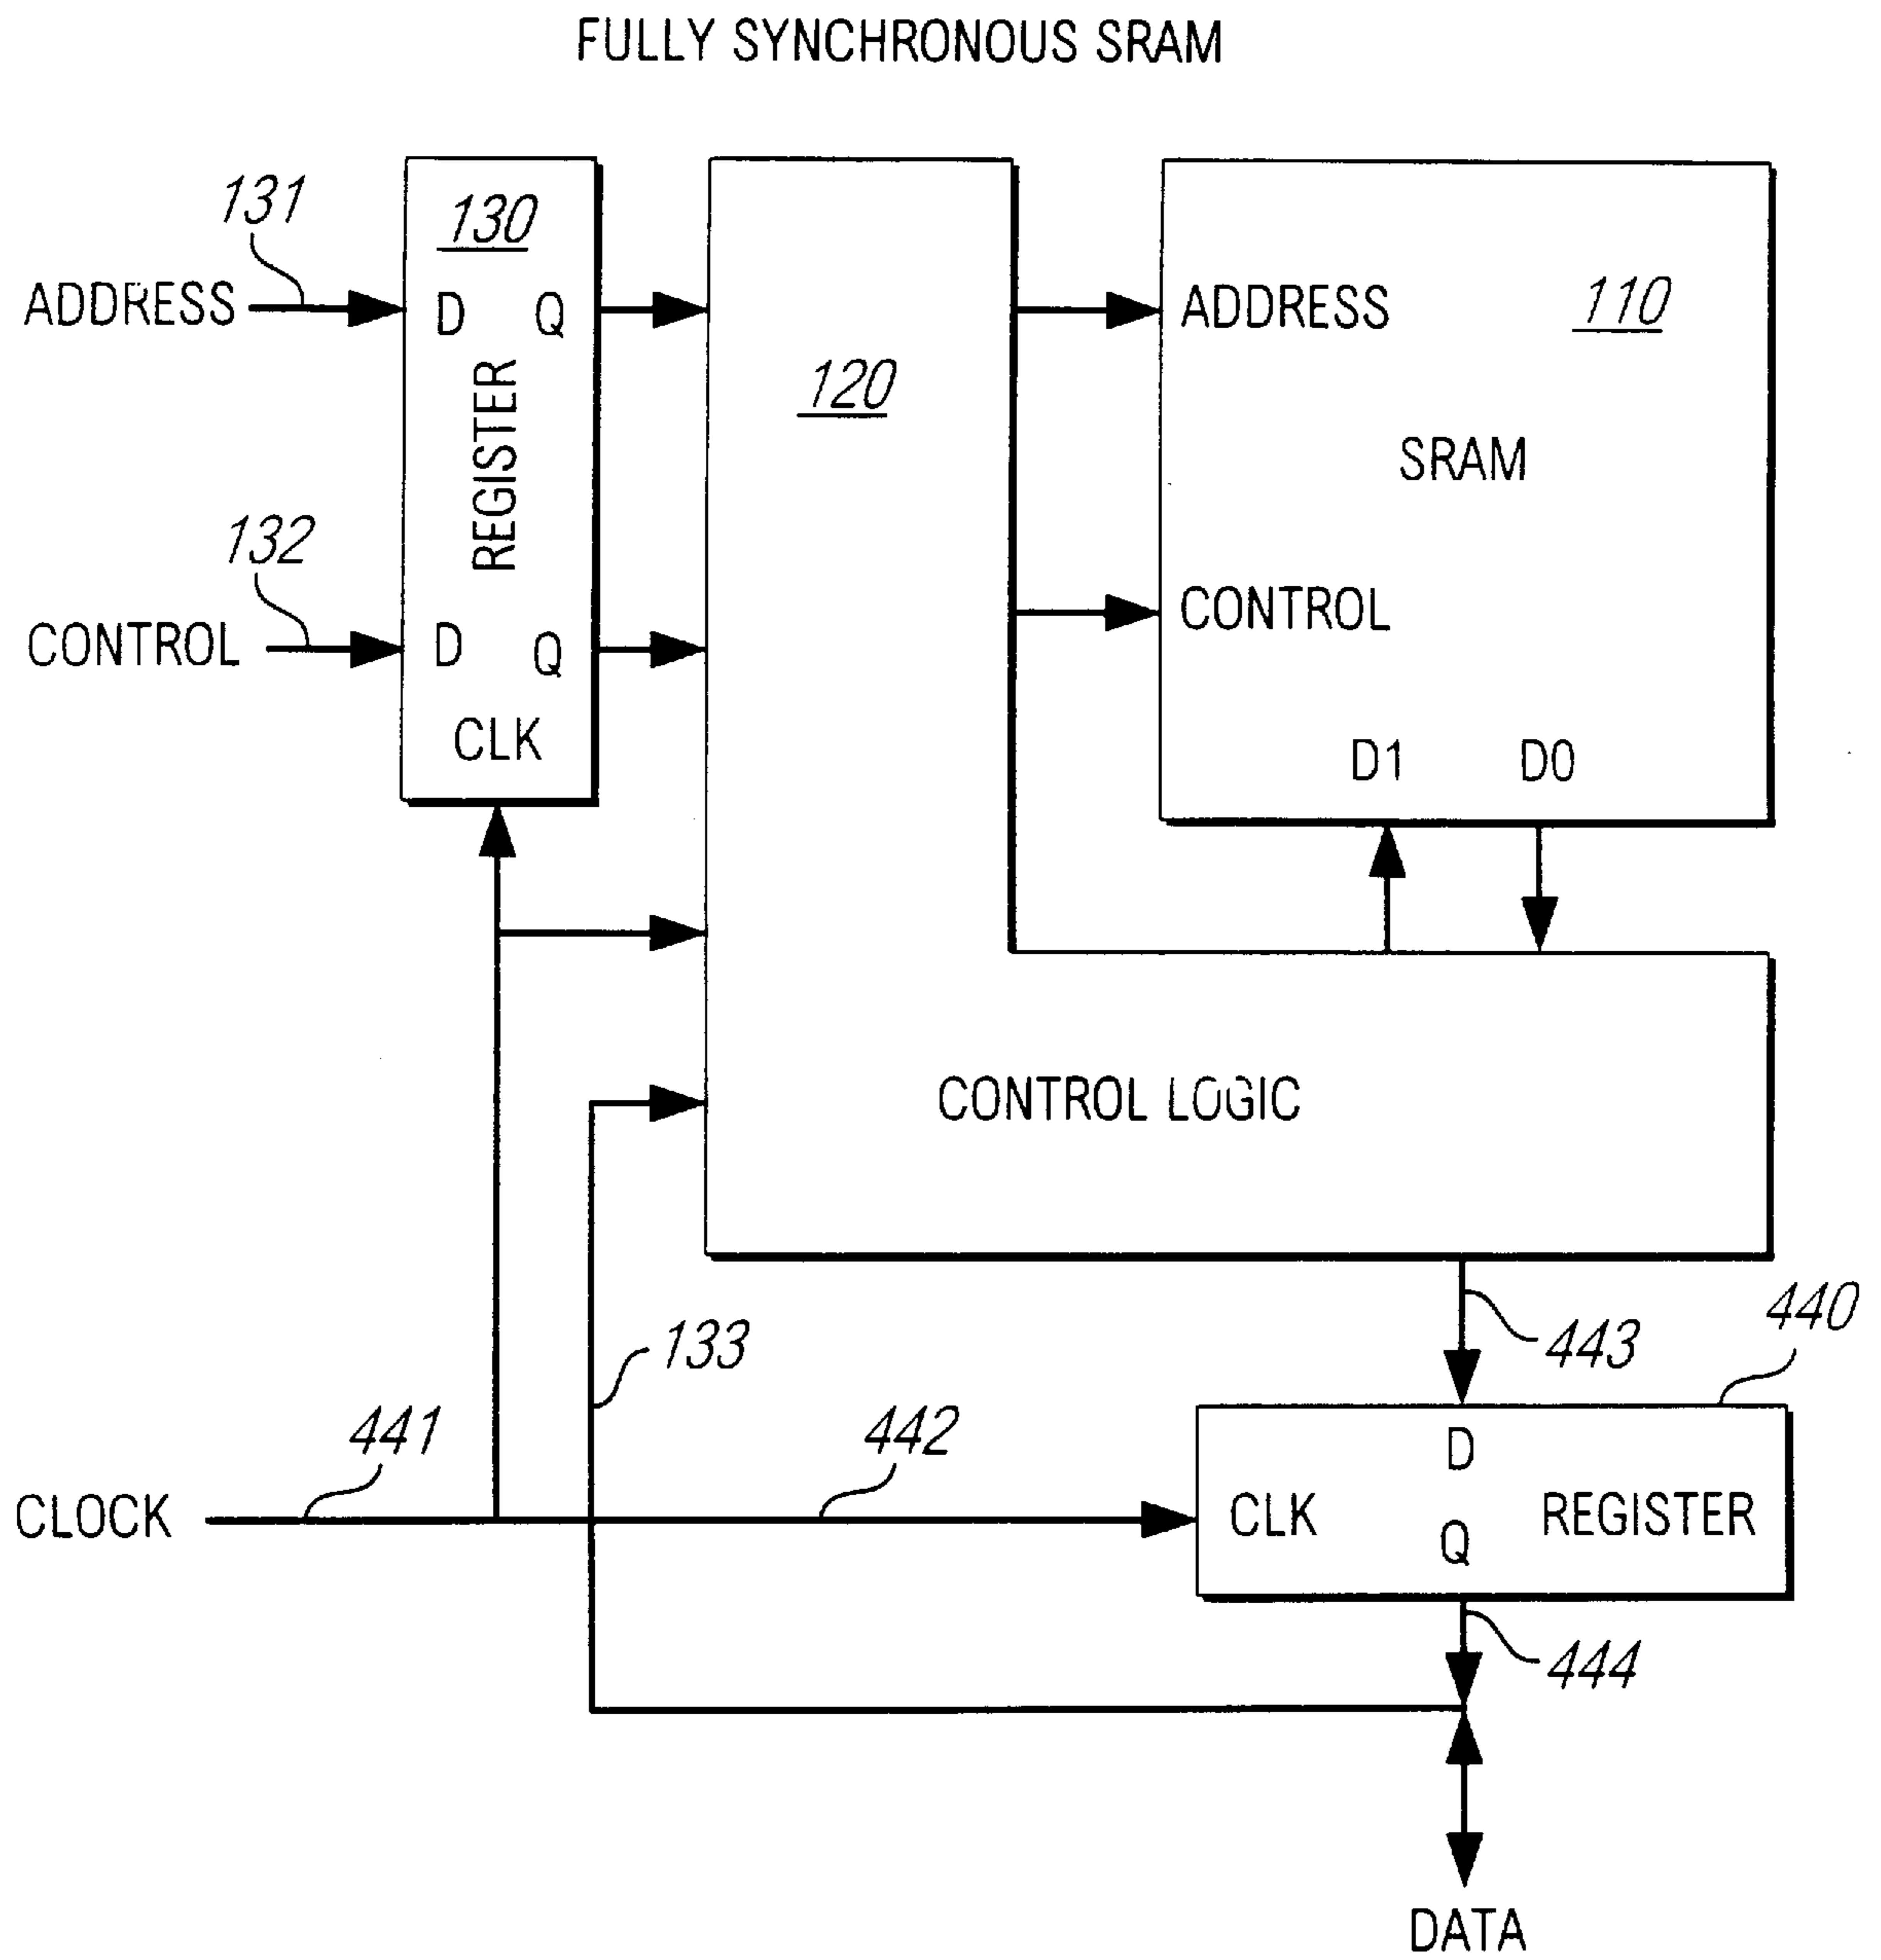 FULLY SYNCHRONOUS SRAM
131
130
ADDRESS
D Q
ADDRESS
110
120
REGISTER
SRAM
132
CONTROL
CONTROL
D Q
CLK
D1 D0
CONTROL LOGIC
440
133
443
441
442
D
CLOCK
CLK
REGISTER
Q
444
DATA